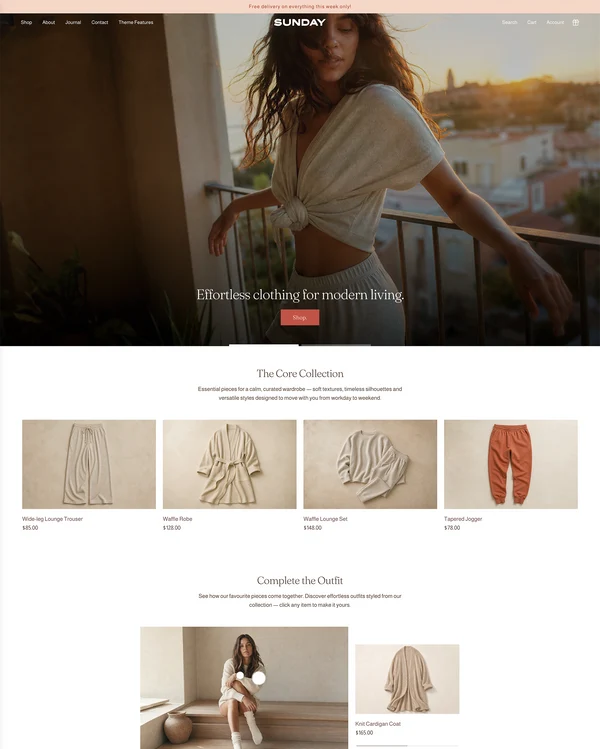 Free delivery on everything this week only!
Shop About Journal Contact Theme Features
SUNDAY
Search Cart Account
Effortless clothing for modern living.
Shop
The Core Collection
Essential pieces for a calm, curated wardrobe — soft textures, timeless silhouettes and
versatile styles designed to move with you from workday to weekend.
Wide-leg Lounge Trouser
$85.00
Waffle Robe
$128.00
Waffle Lounge Set
$148.00
Tapered Jogger
$78.00
Complete the Outfit
See how our favourite pieces come together. Discover effortless outfits styled from our
collection — click any item to make it yours.
Knit Cardigan Coat
$165.00